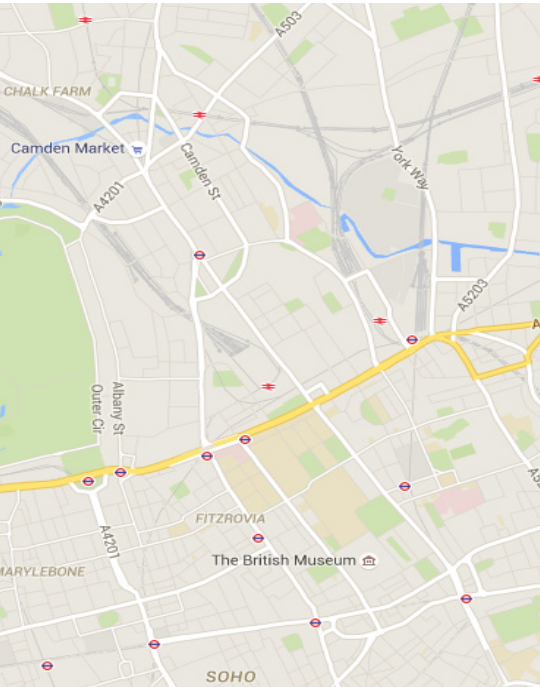 A503
CHALK FARM
Camden Market
Camden St
York Way
A4201
A5203
Albany St
Outer Cir
FITZROVIA
A4201
The British Museum
MARYLEBONE
SOHO